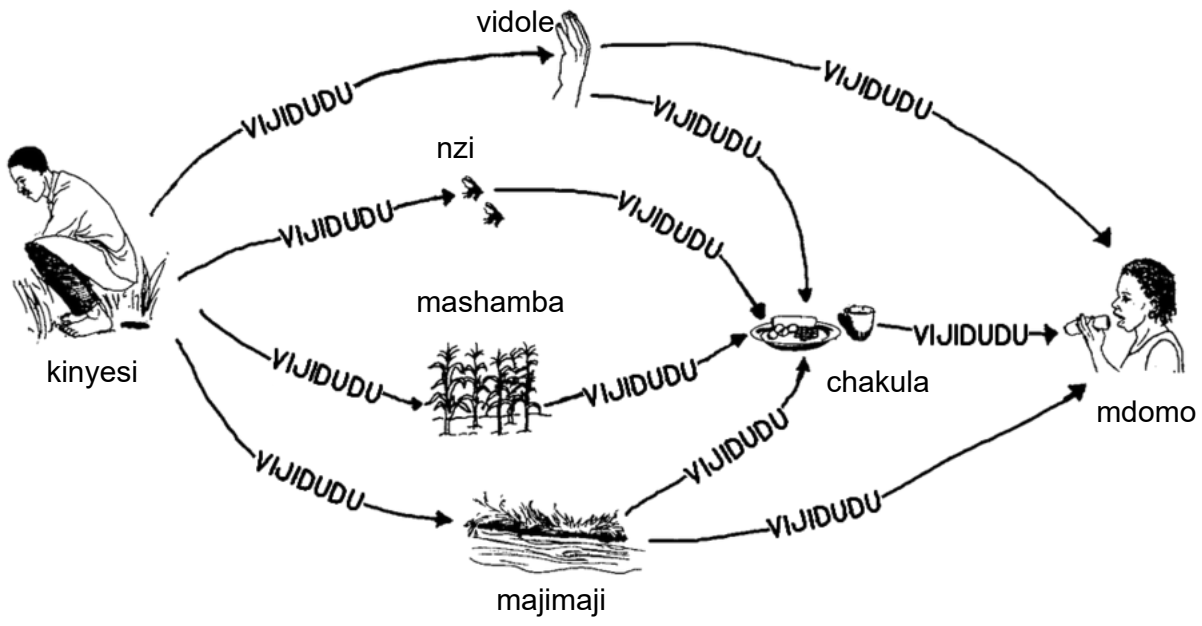 vidole
VIJIDUDU
VIJIDUDU
VIJIDUDU
nzi
VIJIDUDU
VIJIDUDU
mashamba
kinyesi
VIJIDUDU
VIJIDUDU
VIJIDUDU
chakula
mdomo
VIJIDUDU
VIJIDUDU
VIJIDUDU
majimaji